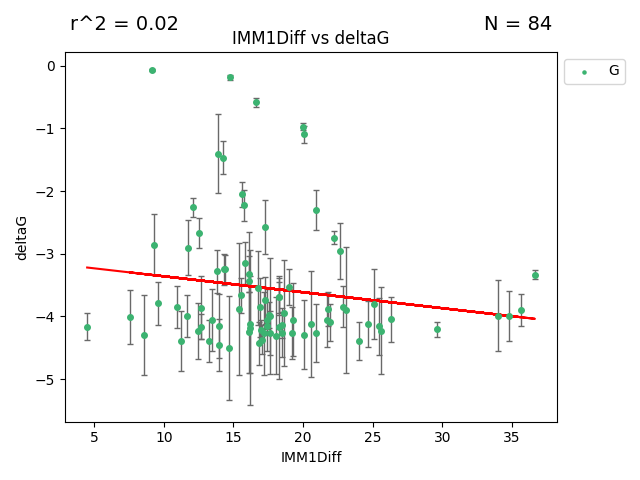 r^2 = 0.02
N = 84
IMM1Diff vs deltaG
G
0
−1
−2
−3
−4
−5
deltaG
5 10 15 20 25 30 35
IMM1Diff